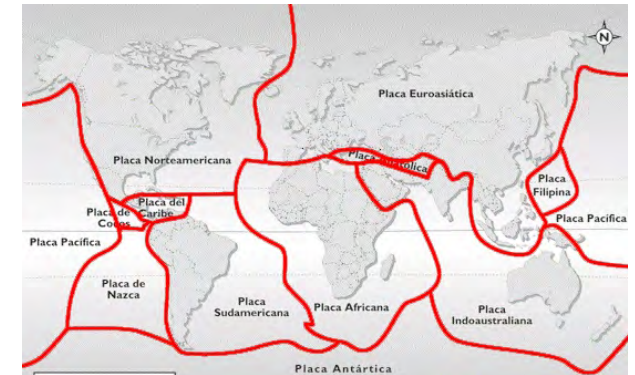 N
Placa Euroasiática
Placa Norteamericana
Placa Anatólica
Placa
Filipina
Placa del
Caribe
Placa de
Cocos
Placa Pacífica
Placa Pacífica
Placa de
Nazca
Placa
Sudamericana
Placa Africana
Placa
Indoaustraliana
Placa Antártica